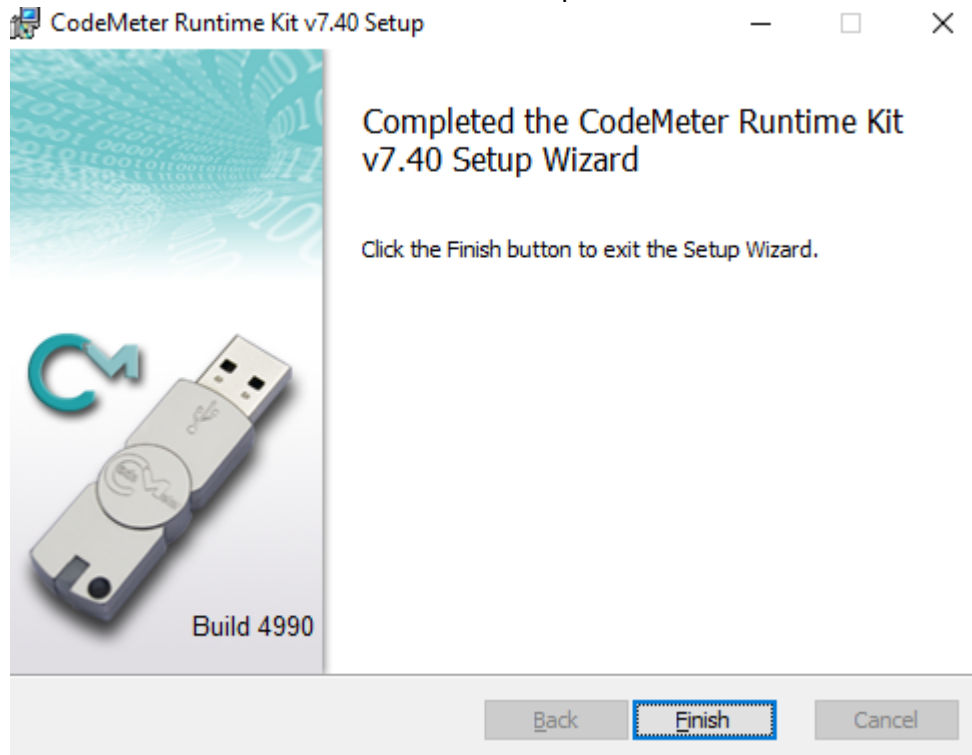 CodeMeter Runtime Kit v7.40 Setup
Completed the CodeMeter Runtime Kit
v7.40 Setup Wizard
Click the Finish button to exit the Setup Wizard.
CM
Build 4990
Back
Finish
Cancel